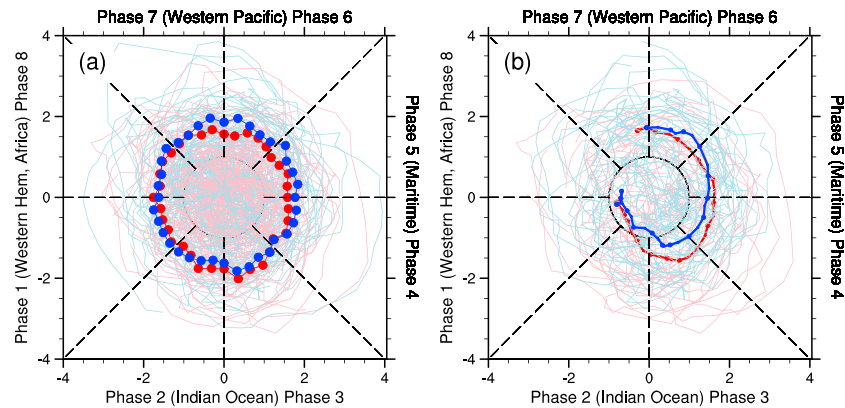 Phase 7 (Western Pacific) Phase 6
(a)
4
2
0
-2
-4
-4
-2
0
2
4
Phase 1 (Western Hem, Africa) Phase 8
Phase 5 (Maritime) Phase 4
Phase 2 (Indian Ocean) Phase 3
Phase 7 (Western Pacific) Phase 6
(b)
4
2
0
-2
-4
-4
-2
0
2
4
Phase 1 (Western Hem, Africa) Phase 8
Phase 5 (Maritime) Phase 4
Phase 2 (Indian Ocean) Phase 3